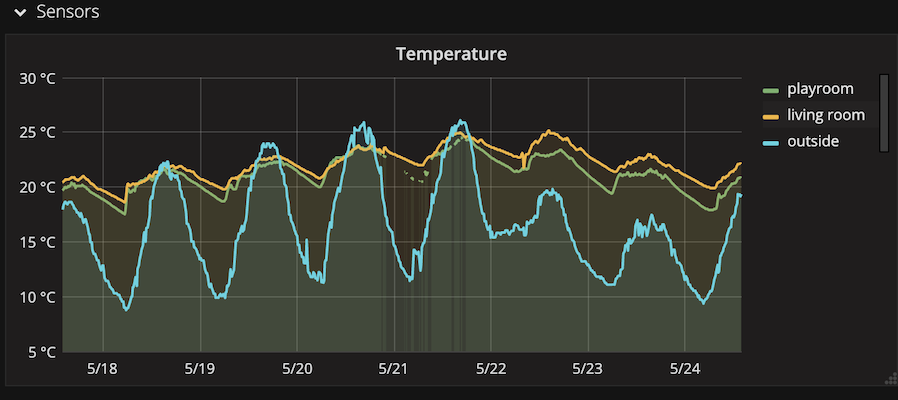 Sensors
Temperature
30 °C
25 °C
20 °C
15 °C
10 °C
5 °C
5/18 5/19 5/20 5/21 5/22 5/23 5/24
playroom
living room
outside